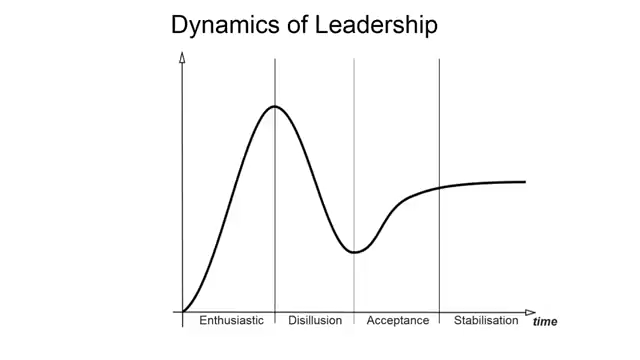 Dynamics of Leadership
Enthusiastic Disillusion Acceptance Stabilisation time